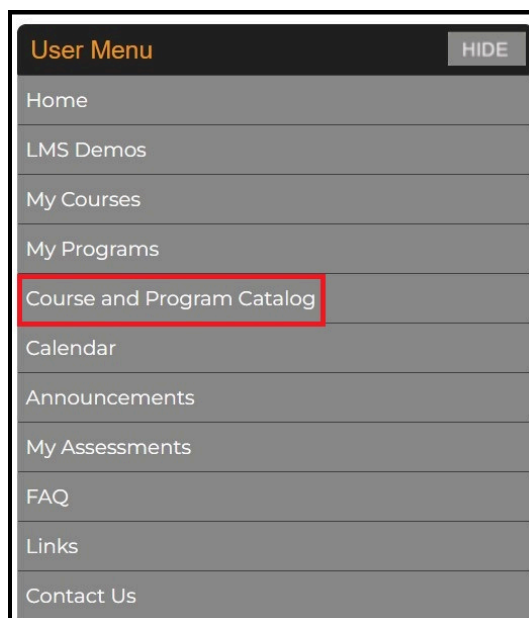 User Menu HIDE
Home
LMS Demos
My Courses
My Programs
Course and Program Catalog
Calendar
Announcements
My Assessments
FAQ
Links
Contact Us